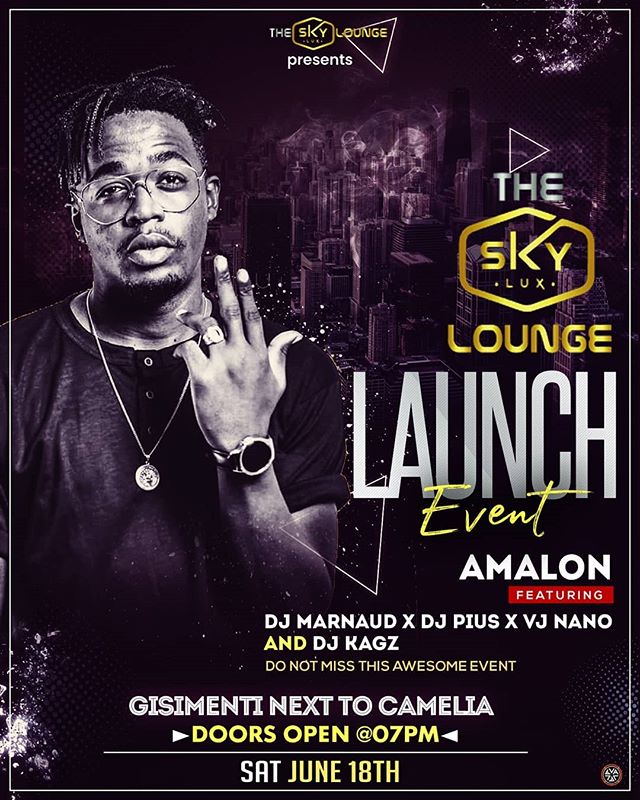 THE SKY LOUNGE
LUX
presents
THE
SKY
• LUX •
LOUNGE
LAUNCH
Event
AMALON
FEATURING
DJ MARNAUD X DJ PIUS X VJ NANO
AND DJ KAGZ
DO NOT MISS THIS AWESOME EVENT
GISIMENTI NEXT TO CAMELIA
►DOORS OPEN @07PM◄
SAT JUNE 18TH